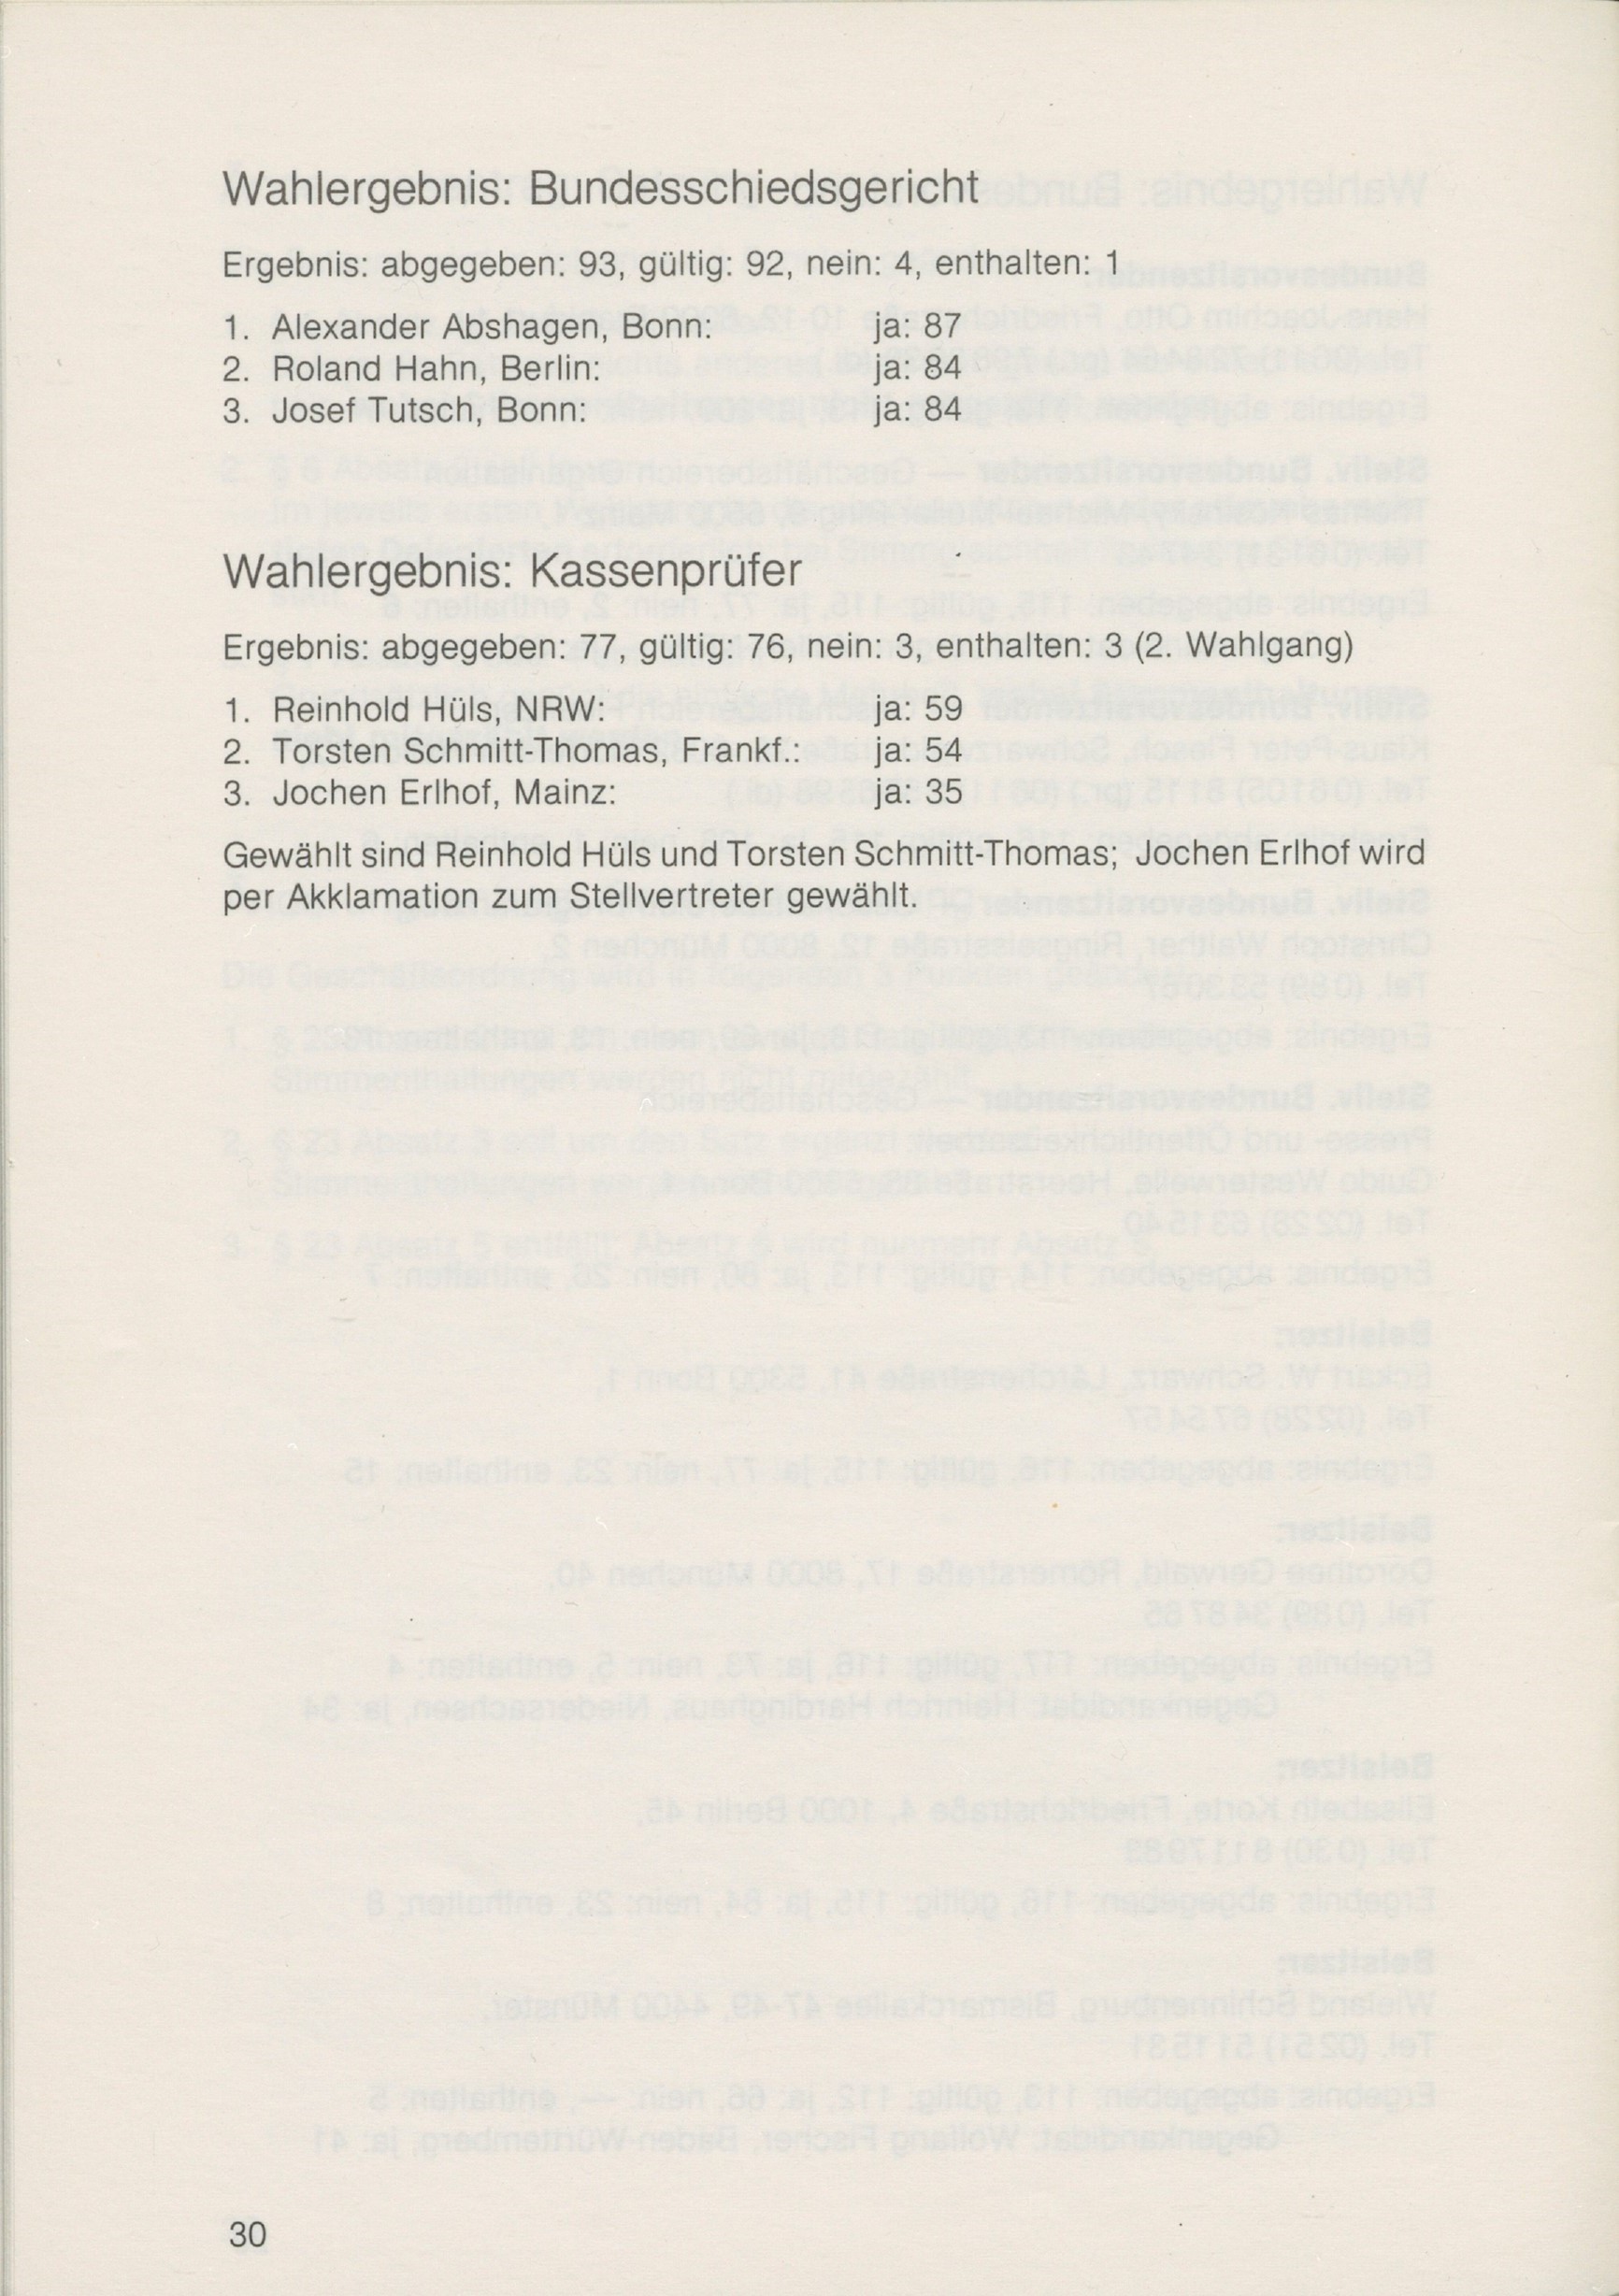 Wahlergebnis: Bundesschiedsgericht
Ergebnis: abgegeben: 93, gültig: 92, nein: 4, enthalten: 1
1. Alexander Abshagen, Bonn: ja: 87
2. Roland Hahn, Berlin: ja: 84
3. Josef Tutsch, Bonn: ja: 84
Wahlergebnis: Kassenprüfer
Ergebnis: abgegeben: 77, gültig: 76, nein: 3, enthalten: 3 (2. Wahlgang)
1. Reinhold Hüls, NRW: ja: 59
2. Torsten Schmitt-Thomas, Frankf.: ja: 54
3. Jochen Erlhof, Mainz: ja: 35
Gewählt sind Reinhold Hüls und Torsten Schmitt-Thomas; Jochen Erlhof wird
per Akklamation zum Stellvertreter gewählt.
30